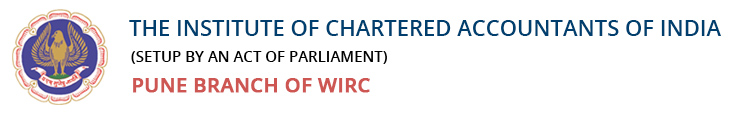 THE INSTITUTE OF CHARTERED ACCOUNTANTS OF INDIA
(SETUP BY AN ACT OF PARLIAMENT)
PUNE BRANCH OF WIRC